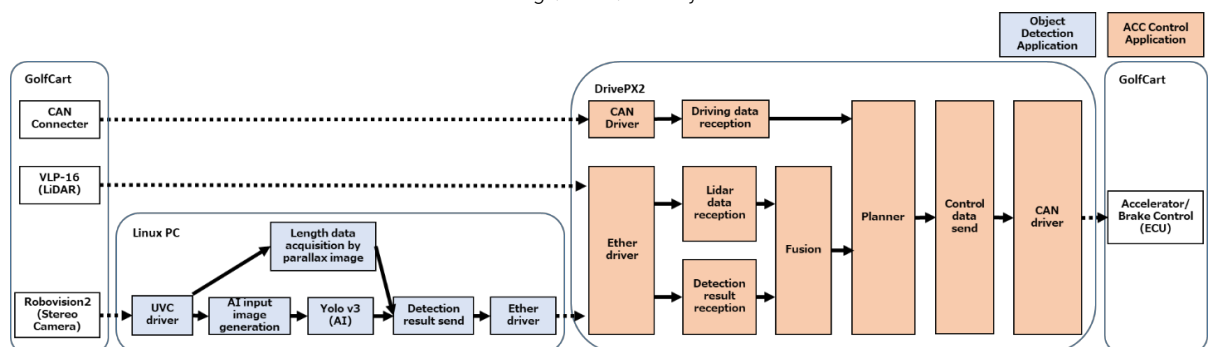 Object
Detection
Application
ACC Control
Application
GolfCart
CAN
Connecter
VLP-16
(LiDAR)
Robovision2
(Stereo
Camera)
Linux PC
UVC
driver
Length data
acquisition by
parallax image
AI input
image
generation
Yolo v3
(AI)
Detection
result send
Ether
driver
DrivePX2
CAN
Driver
Driving data
reception
Ether
driver
Lidar
data
reception
Detection
result
reception
Fusion
Planner
Control
data
send
CAN
driver
GolfCart
Accelerator/
Brake Control
(ECU)